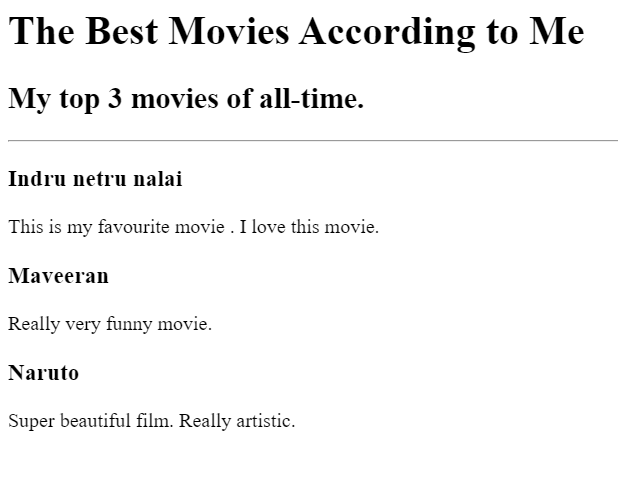 The Best Movies According to Me
My top 3 movies of all-time.
Indru netru nalai
This is my favourite movie . I love this movie.
Maveeran
Really very funny movie.
Naruto
Super beautiful film. Really artistic.